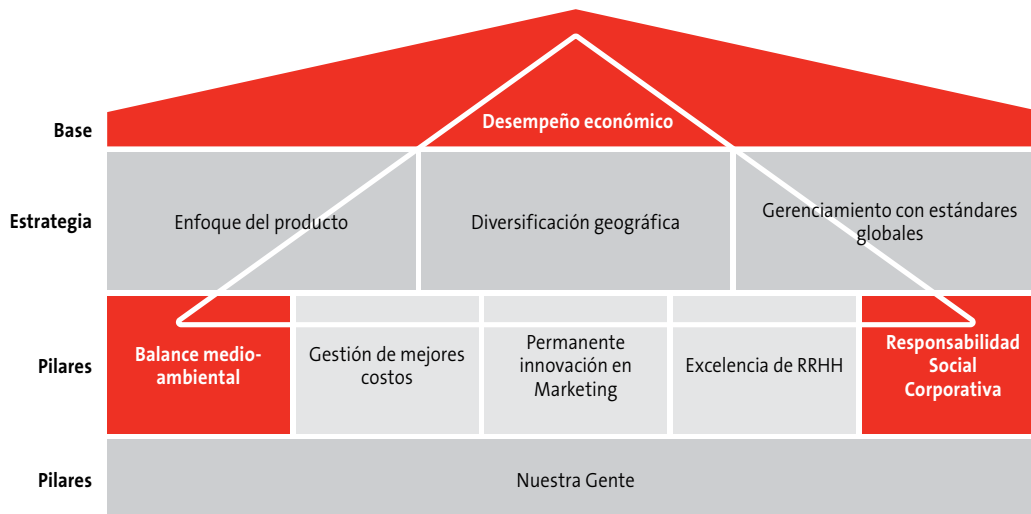 Base
Desempeño económico
Estrategia
Enfoque del producto
Diversificación geográfica
Gerenciamiento con estándares
globales
Pilares
Balance medio-
ambiental
Gestión de mejores
costos
Permanente
innovación en
Marketing
Excelencia de RRHH
Responsabilidad
Social
Corporativa
Pilares
Nuestra Gente